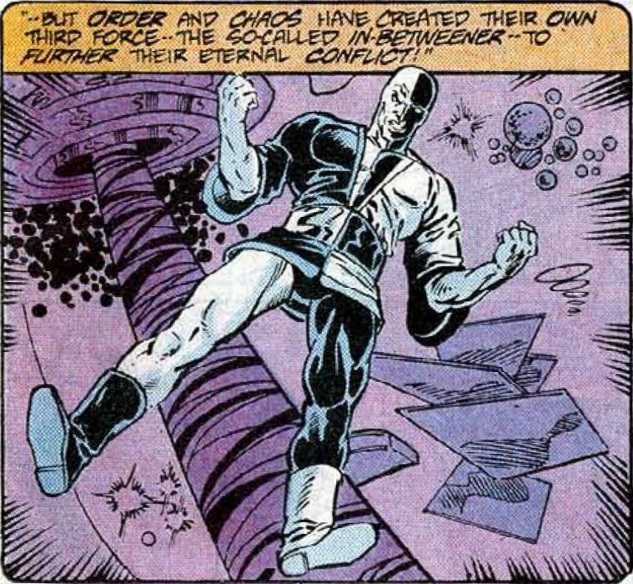 "--BUT ORDER AND CHAOS HAVE CREATED THEIR OWN
THIRD FORCE--THE SO-CALLED IN-BETWEENER--TO
FURTHER THEIR ETERNAL CONFLICT!"